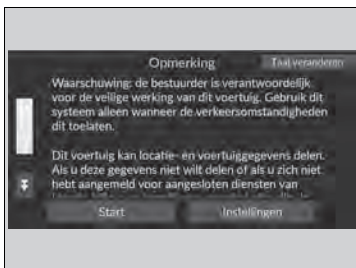 Opmerking
Taal veranderen
Waarschuwing: de bestuurder is verantwoordelijk
voor de veilige werking van dit voertuig. Gebruik dit
systeem alleen wanneer de verkeersomstandigheden
dit toelaten.
Dit voertuig kan locatie- en voertuiggegevens delen.
Als u deze gegevens niet wilt delen of als u zich niet
hebt aangemeld voor aangesloten diensten van
Start
Instellingen